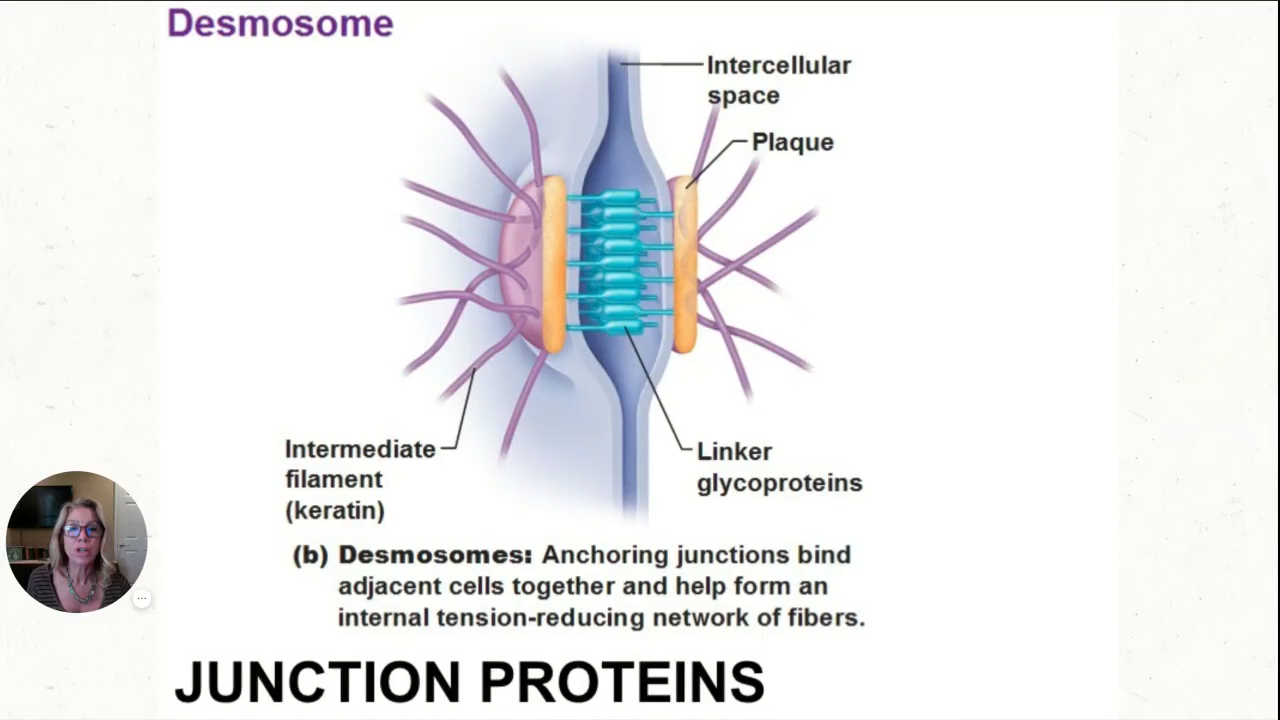 Desmosome
Intercellular
space
Plaque
Intermediate
filament
(keratin)
Linker
glycoproteins
(b) Desmosomes: Anchoring junctions bind
adjacent cells together and help form an
internal tension-reducing network of fibers.
JUNCTION PROTEINS